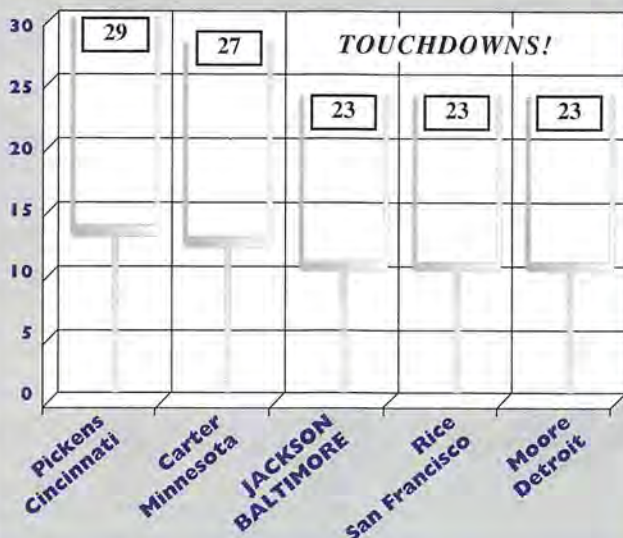 30
25
20
15
10
5
0
29
27
TOUCHDOWNS!
23
23
23
Pickens
Cincinnati
Carter
Minnesota
JACKSON
BALTIMORE
Rice
San Francisco
Moore
Detroit